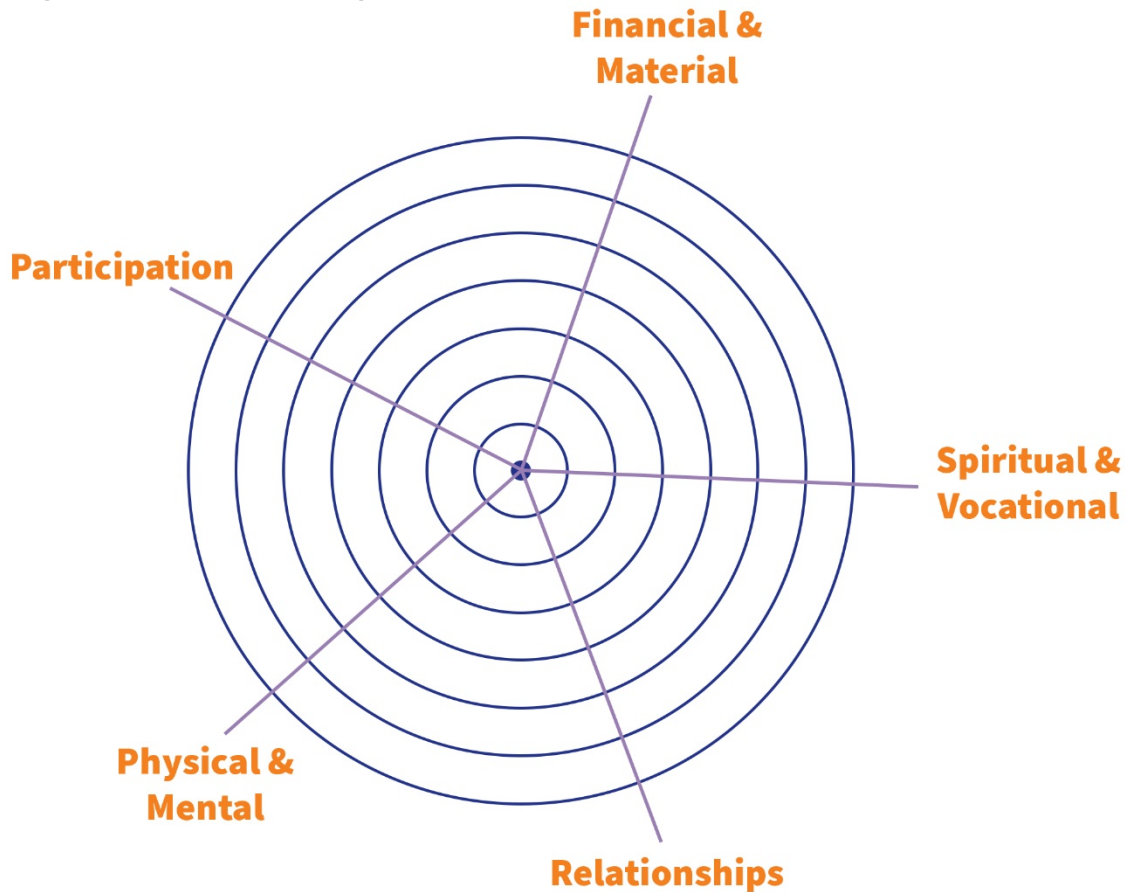 Financial &
Material
Participation
Spiritual &
Vocational
Physical &
Mental
Relationships